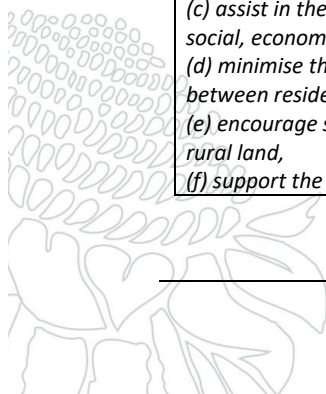 (c) assist in the
social, econom
(d) minimise th
between reside
(e) encourage s
rural land,
(f) support the